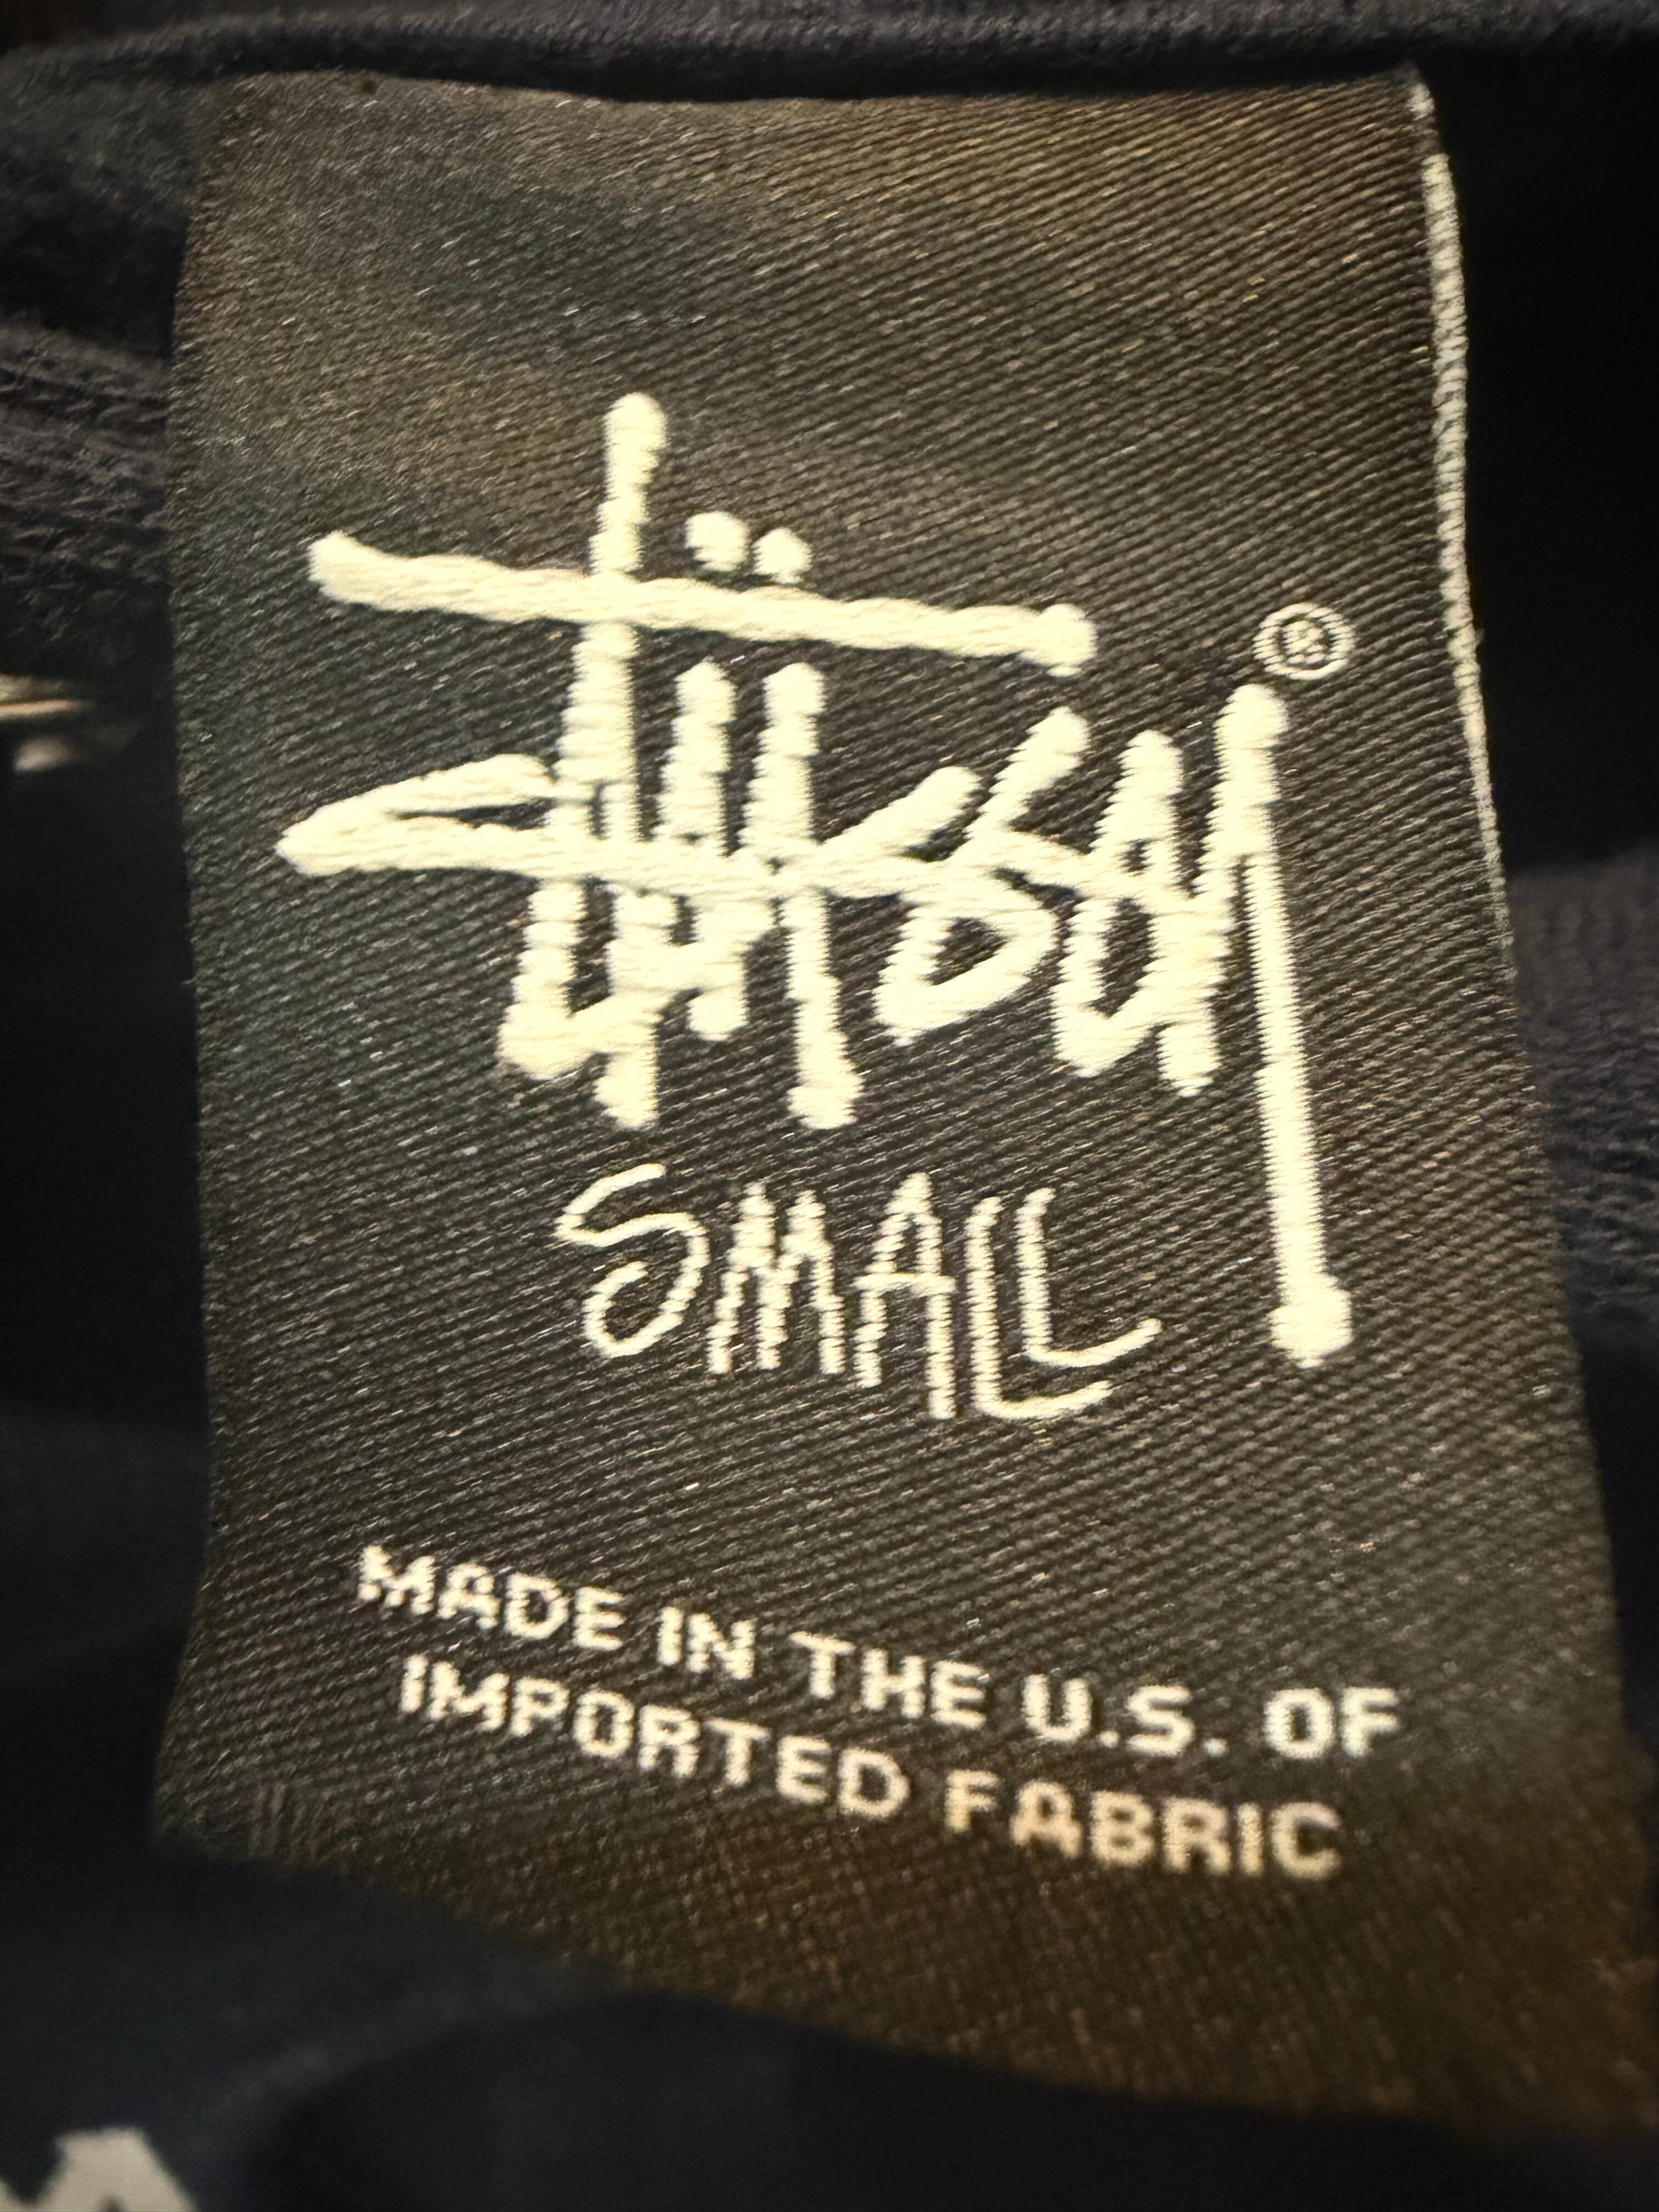 Stüssy®
SMALL
MADE IN THE U.S. OF
IMPORTED FABRIC